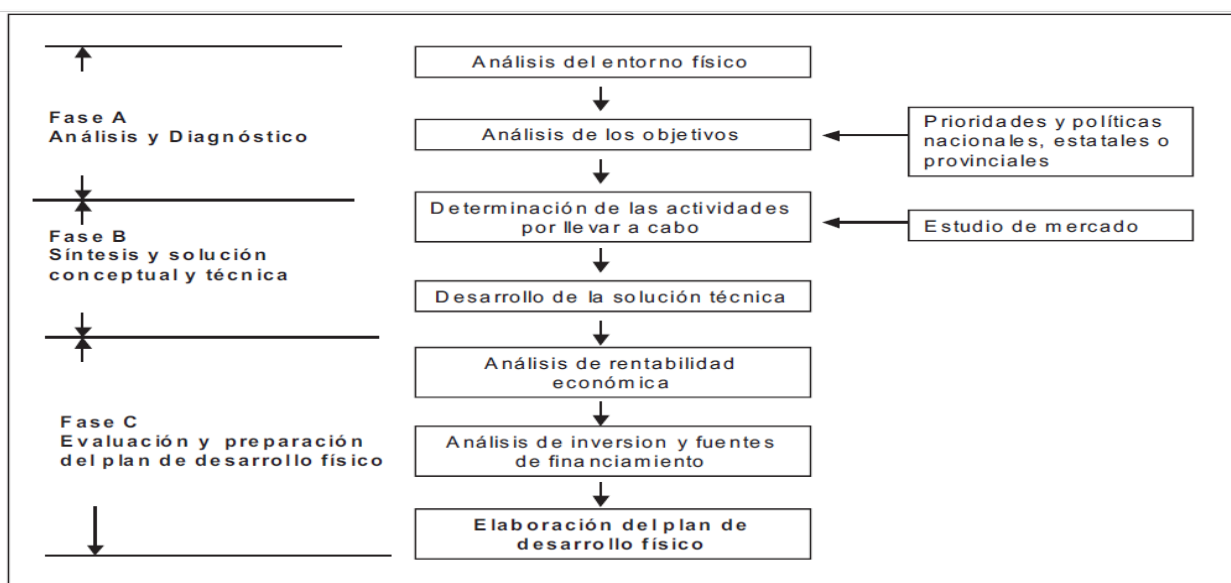 Fase A
Análisis y Diagnóstico
Fase B
Síntesis y solución
conceptual y técnica
Fase C
Evaluación y preparación
del plan de desarrollo físico
Análisis del entorno físico
Análisis de los objetivos
Determinación de las actividades
por llevar a cabo
Desarrollo de la solución técnica
Análisis de rentabilidad
económica
Análisis de inversion y fuentes
de financiamiento
Elaboración del plan de
desarrollo físico
Prioridades y políticas
nacionales, estatales o
provinciales
Estudio de mercado